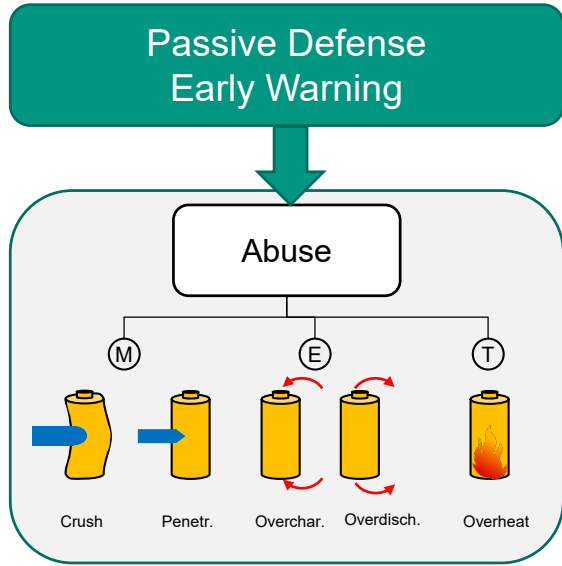 Passive Defense
Early Warning
Abuse
M
E
T
Crush
Penetr.
Overchar.
Overdisch.
Overheat